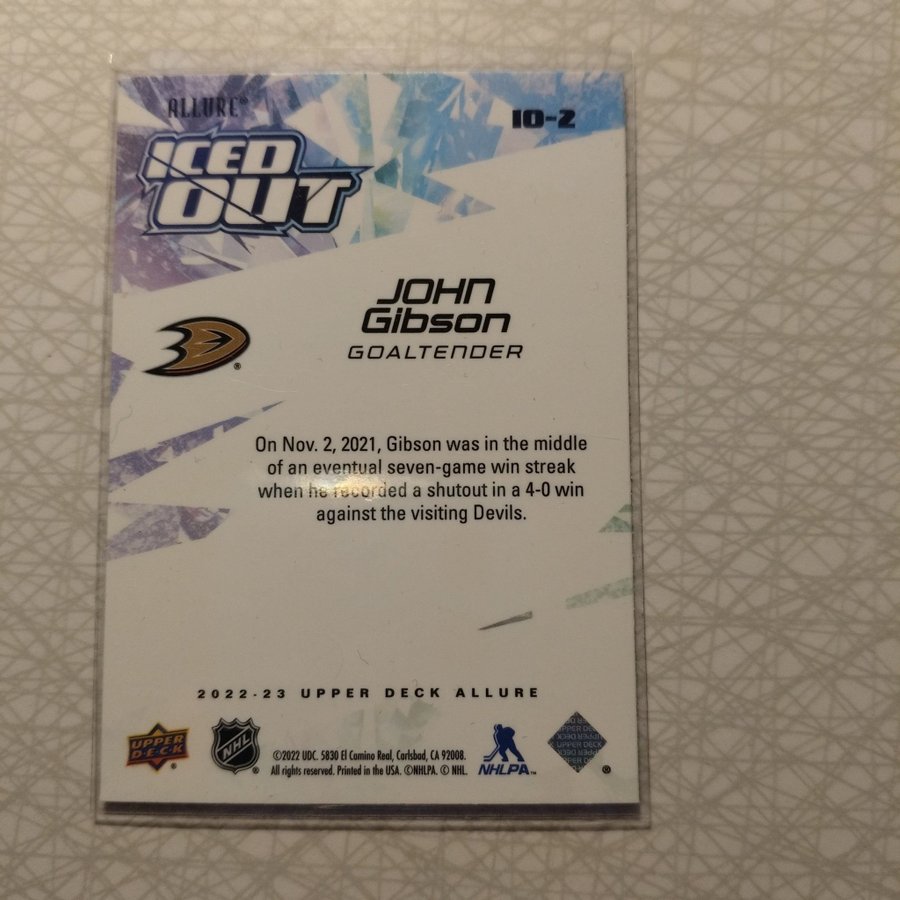 ALLURE®
IO-2
ICED
OUT
JOHN
Gibson
GOALTENDER
®
On Nov. 2, 2021, Gibson was in the middle
of an eventual seven-game win streak
when he recorded a shutout in a 4-0 win
against the visiting Devils.
2022-23 UPPER DECK ALLURE
UPPER
D·E·C·K
®
NHL
®
©2022 UDC. 5830 El Camino Real, Carlsbad, CA 92008.
All rights reserved. Printed in the USA. ©NHLPA. © NHL.
NHLPA™
UPPER DECK
®